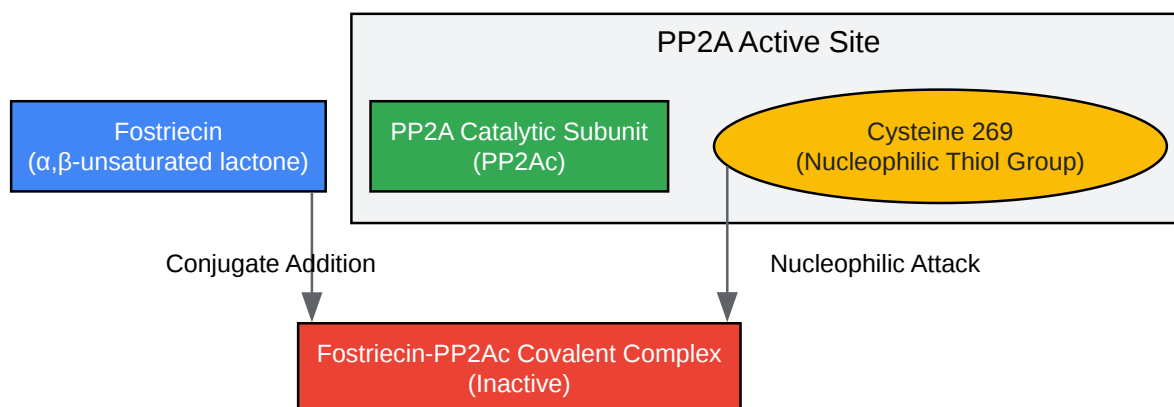 PP2A Active Site
Fostriecin
(α,β-unsaturated lactone)
PP2A Catalytic Subunit
(PP2Ac)
Cysteine 269
(Nucleophilic Thiol Group)
Conjugate Addition
Nucleophilic Attack
Fostriecin-PP2Ac Covalent Complex
(Inactive)